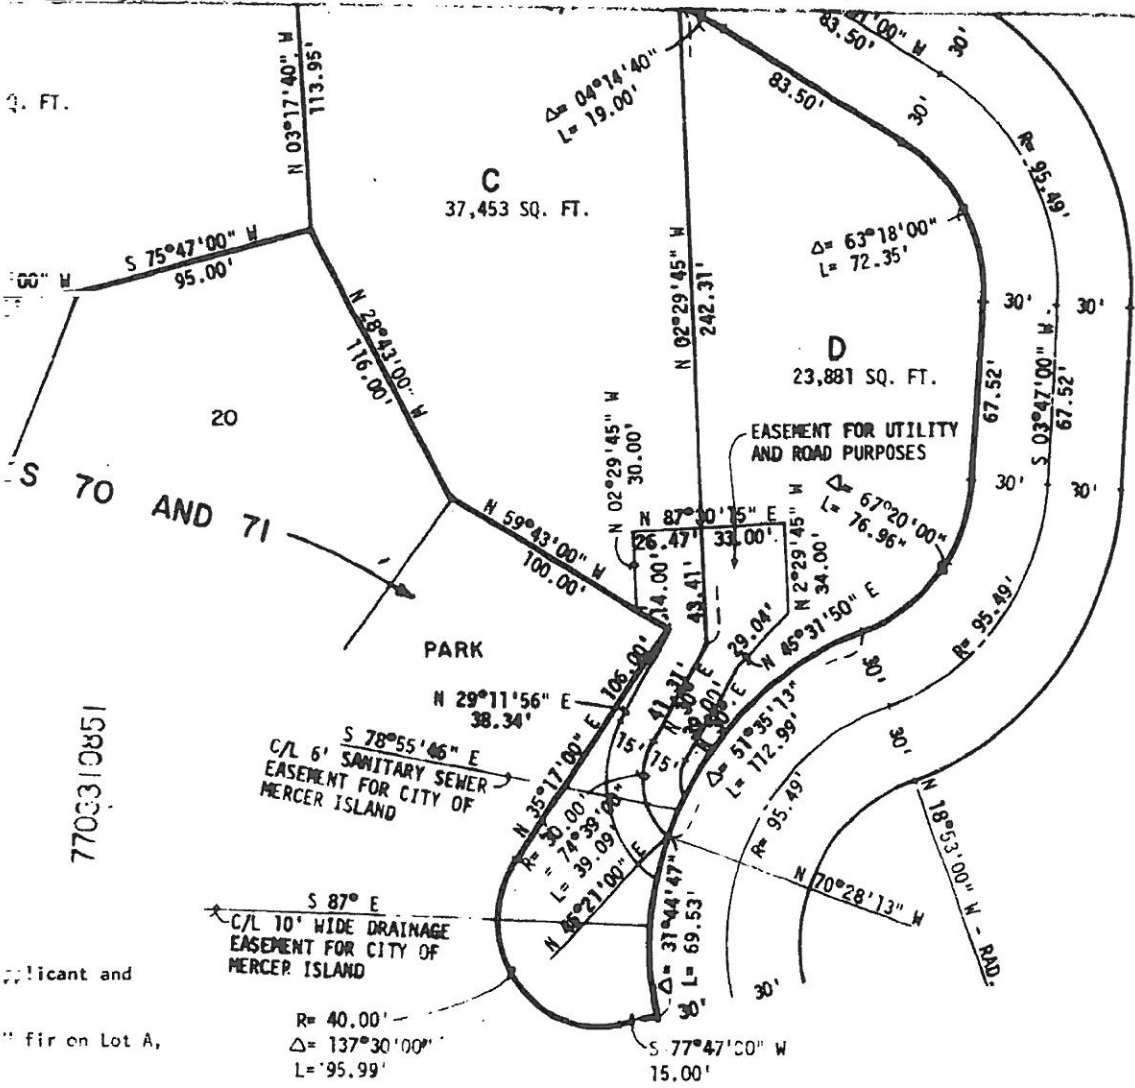 Q. FT.
N 03°17'40" W
113.95'
Δ= 04°14'40"
L= 19.00'
83.50'
83.50'
30'
30'
R= 95.49'
C
37,453 SQ. FT.
S 75°47'00" W
95.00'
00" W
Δ= 63°18'00"
L= 72.35'
N 28°43'00" W
116.00'
N 02°29'45" W
242.31'
30'
30'
D
23,881 SQ. FT.
67.52'
S 03°47'00" W
67.52'
20
N 02°29'45" W
30.00'
EASEMENT FOR UTILITY
AND ROAD PURPOSES
S 70 AND 71
Δ= 67°20'00"
L= 76.96"
30'
30'
N 59°43'00" W
100.00'
N 87°30'15" E
26.47' 33.00'
N 2°29'45" W
34.00'
14.00'
43.41'
29.04'
N 45°31'50" E
R= 95.49'
PARK
106.00'
N 35°17'00" E
N 29°11'56" E
38.34'
41.31'
N 30° E
39.00'
N 30° E
30'
30'
15' 15'
Δ= 51°35'13"
L= 112.99'
S 78°55'46" E
C/L 6' SANITARY SEWER
EASEMENT FOR CITY OF
MERCER ISLAND
7703310851
R= 30.00'
= 74°39'00"
L= 39.09'
N 46°21'00" E
R= 95.49'
N 18°53'00" W - RAD.
N 70°28'13" W
S 87° E
C/L 10' WIDE DRAINAGE
EASEMENT FOR CITY OF
MERCER ISLAND
Δ= 31°44'47"
L= 69.53'
30'
30'
licant and
R= 40.00'
Δ= 137°30'00"
L= 95.99'
S 77°47'00" W
15.00'
" fir on Lot A,